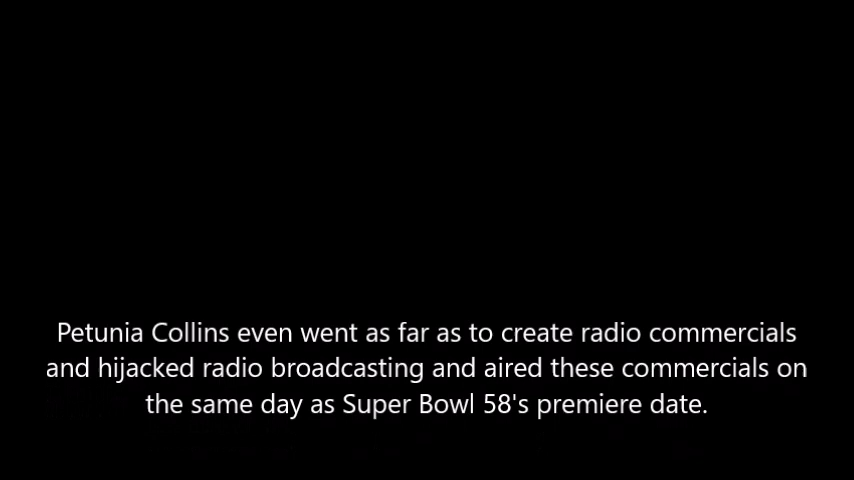 Petunia Collins even went as far as to create radio commercials
and hijacked radio broadcasting and aired these commercials on
the same day as Super Bowl 58's premiere date.